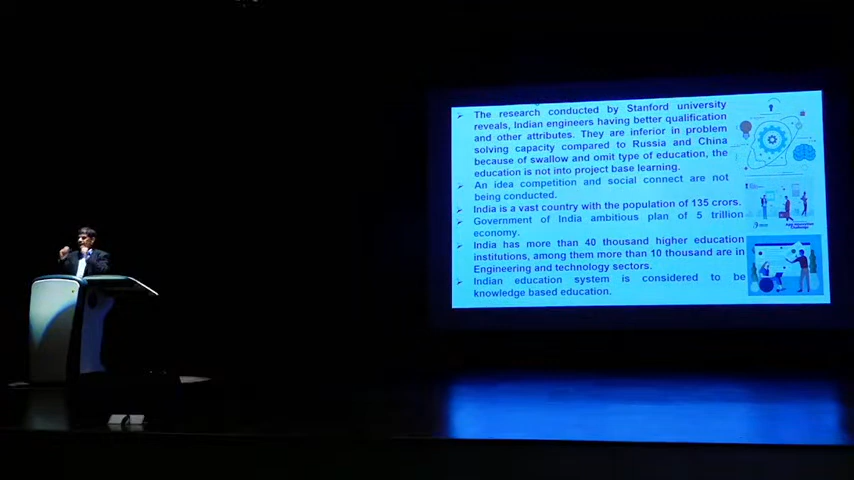 The research conducted by Stanford university
reveals, Indian engineers having better qualification
and other attributes. They are inferior in problem
solving capacity compared to Russia and China
because of swallow and omit type of education, the
education is not into project base learning.
An idea competition and social connect are not
being conducted.
India is a vast country with the population of 135 crors.
Government of India ambitious plan of 5 trillion
economy.
India has more than 40 thousand higher education
institutions, among them more than 10 thousand are in
Engineering and technology sectors.
Indian education system is considered to be
knowledge based education.